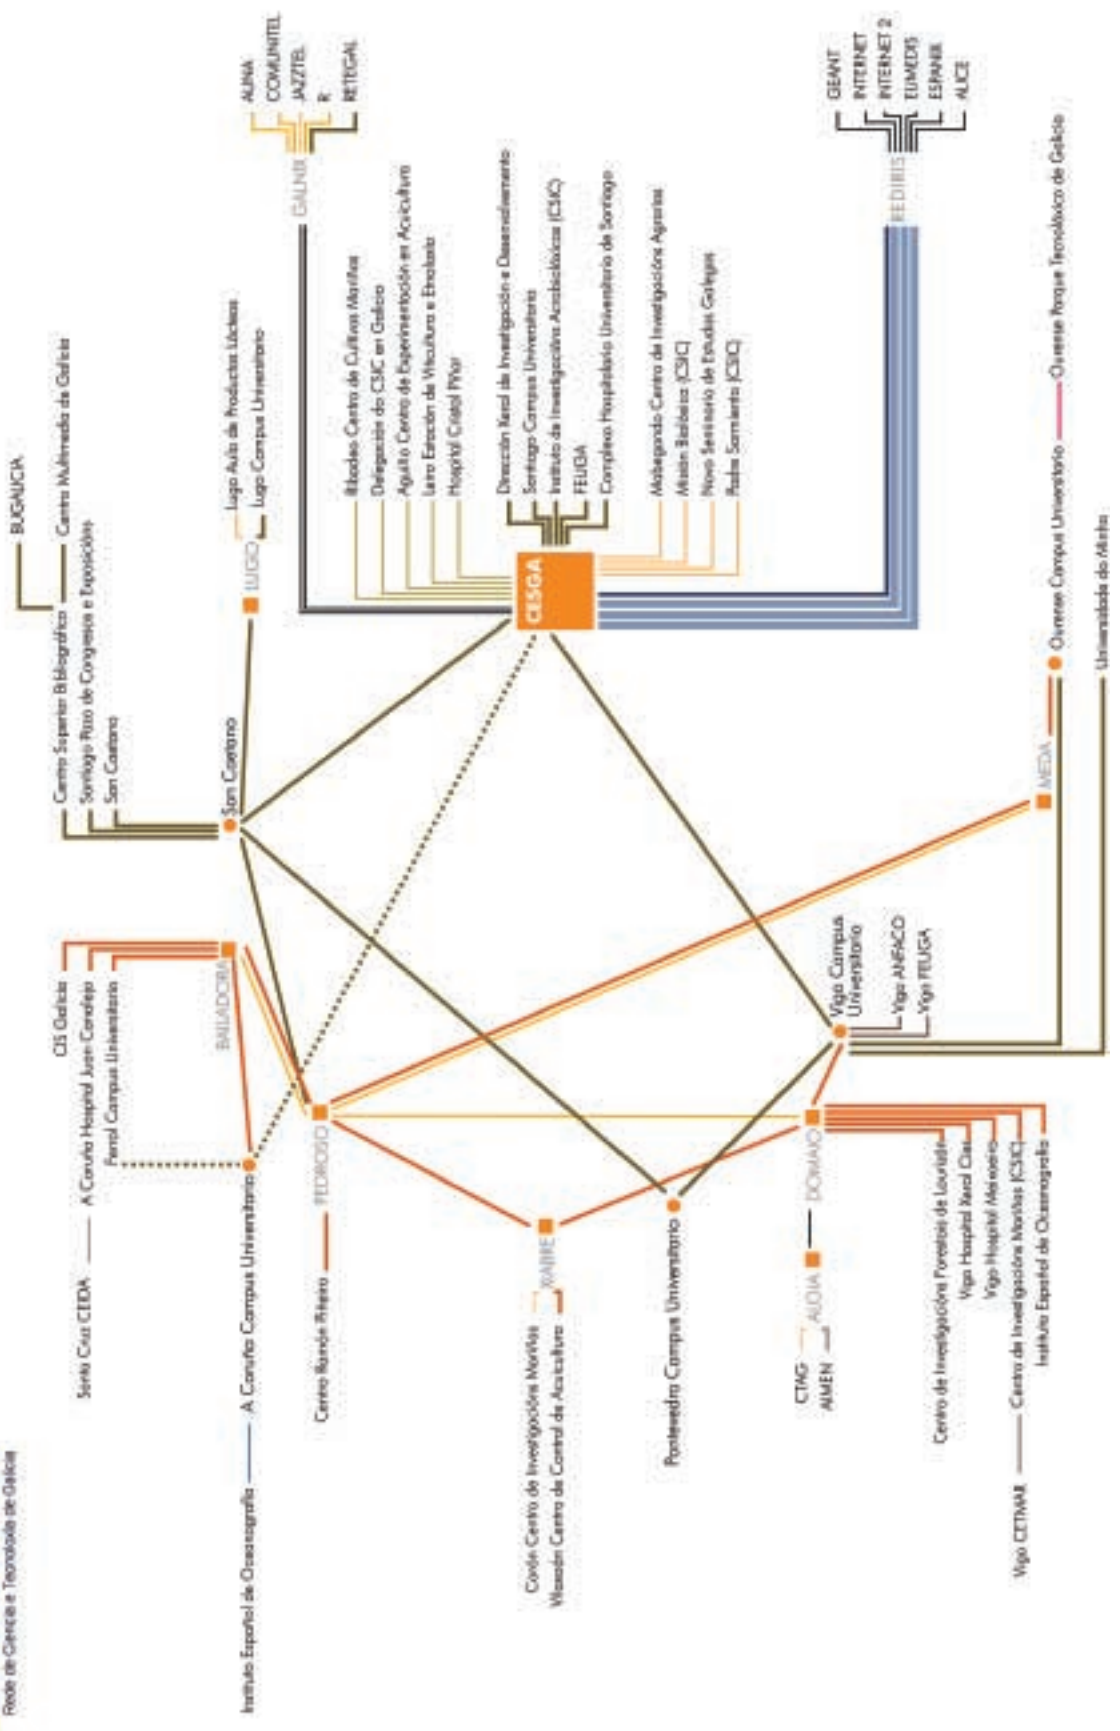 Rede de Ciencia e Tecnoloxía de Galicia
BUGALICIA
Centro Superior Bibliográfico
Centro Multimedia de Galicia
Santiago Pazo de Congresos e Exposicións
San Caetano
CIS Galicia
Santa Cruz CEIDA
A Coruña Hospital Juan Canalejo
Ferrol Campus Universitario
BAILADORA
San Caetano
LUGO
Lugo Aula de Productos Lácteos
Lugo Campus Universitario
AUNA
COMUNITEL
JAZZTEL
R
RETEGAL
GALNIX
Instituto Español de Oceanografía
A Coruña Campus Universitario
Centro Ramón Piñeiro
PEDROSO
Ribadeo Centro de Cultivos Mariños
Delegación do CSIC en Galicia
Aguiño Centro de Experimentación en Acuicultura
Leiro Estación de Viticultura e Enoloxía
Hospital Cristal Piñor
Dirección Xeral de Investigación e Desenvolvemento
Santiago Campus Universitario
Instituto de Investigacións Agrobiolóxicas (CSIC)
FEUGA
Complexo Hospitalario Universitario de Santiago
CESGA
Corón Centro de Investigacións Mariñas
Vilaxoán Centro de Control de Acuicultura
XIABRE
Mabegondo Centro de Investigacións Agrarias
Misión Biolóxica (CSIC)
Novo Seminario de Estudos Galegos
Padre Sarmiento (CSIC)
Pontevedra Campus Universitario
CTAG
AIMEN
ALOIA
DOMAIO
Vigo Campus
Universitario
Vigo ANFACO
Vigo FEUGA
GEANT
INTERNET
INTERNET 2
EUMEDIS
ESPANIX
ALICE
REDIRIS
Centro de Investigacións Forestais de Lourizán
Vigo Hospital Xeral Cíes
Vigo Hospital Meixoeiro
Vigo CETMAR
Centro de Investigacións Mariñas (CSIC)
Instituto Español de Oceanografía
MEDA
Ourense Campus Universitario
Ourense Parque Tecnolóxico de Galicia
Universidade do Minho